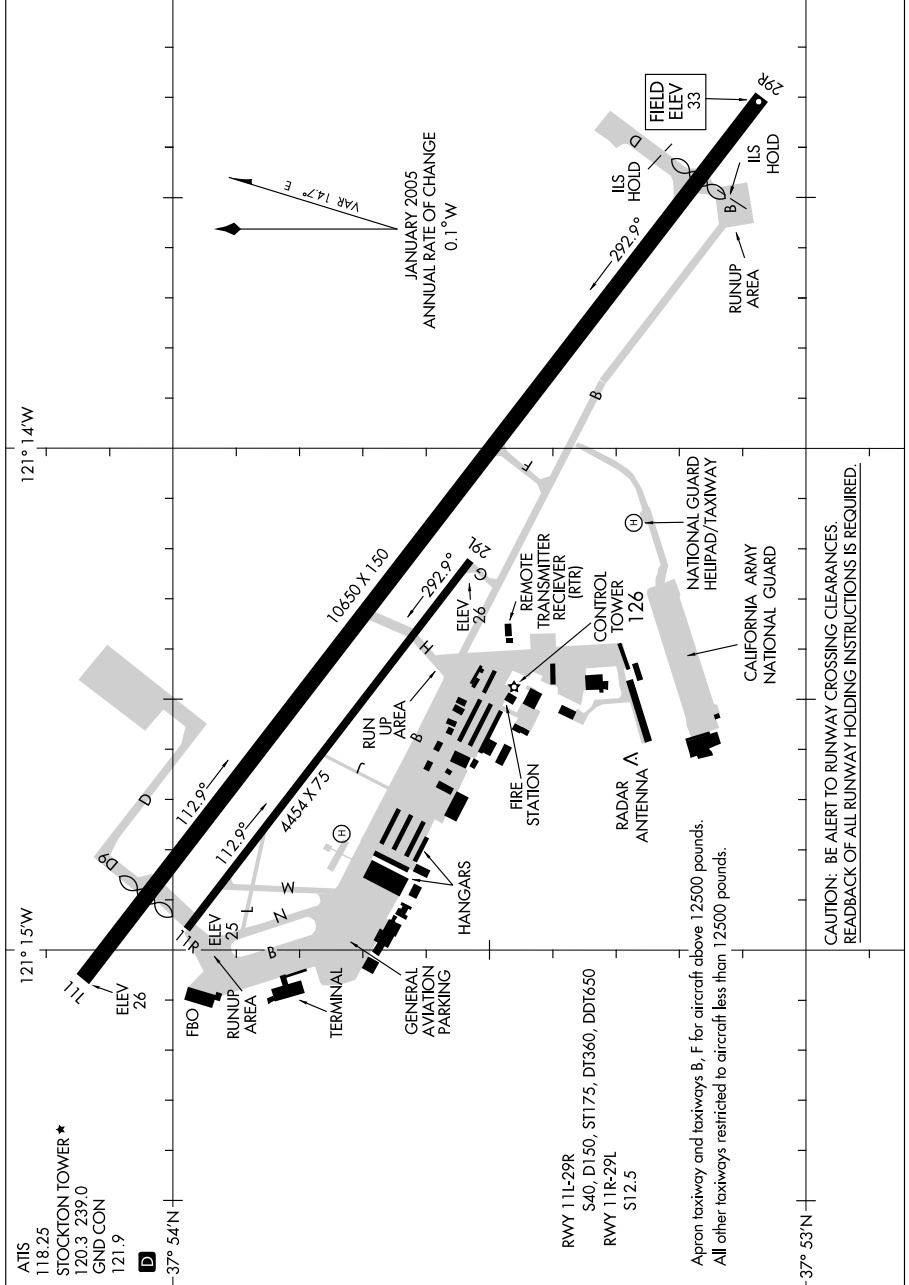 ATIS
118.25
STOCKTON TOWER ★
120.3 239.0
GND CON
121.9
D
37° 54'N
37° 53'N
121° 15'W
121° 14'W
JANUARY 2005
ANNUAL RATE OF CHANGE
0.1°W
VAR 14.7° E
FIELD
ELEV
33
29R
D
ILS
HOLD
ILS
HOLD
B
RUNUP
AREA
292.9°
B
F
10650 X 150
29L
292.9°
G
ELEV
26
H
REMOTE
TRANSMITTER
RECIEVER
(RTR)
CONTROL
TOWER
126
H
NATIONAL GUARD
HELIPAD/TAXIWAY
CALIFORNIA ARMY
NATIONAL GUARD
RUN
UP
AREA
B
J
FIRE
STATION
RADAR
ANTENNA
4454 X 75
112.9°
112.9°
D
D9
H
M
L
N
B
HANGARS
11R
ELEV
25
11L
ELEV
26
FBO
RUNUP
AREA
TERMINAL
GENERAL
AVIATION
PARKING
RWY 11L-29R
S40, D150, ST175, DT360, DDT650
RWY 11R-29L
S12.5
Apron taxiway and taxiways B, F for aircraft above 12500 pounds.
All other taxiways restricted to aircraft less than 12500 pounds.
CAUTION: BE ALERT TO RUNWAY CROSSING CLEARANCES.
READBACK OF ALL RUNWAY HOLDING INSTRUCTIONS IS REQUIRED.